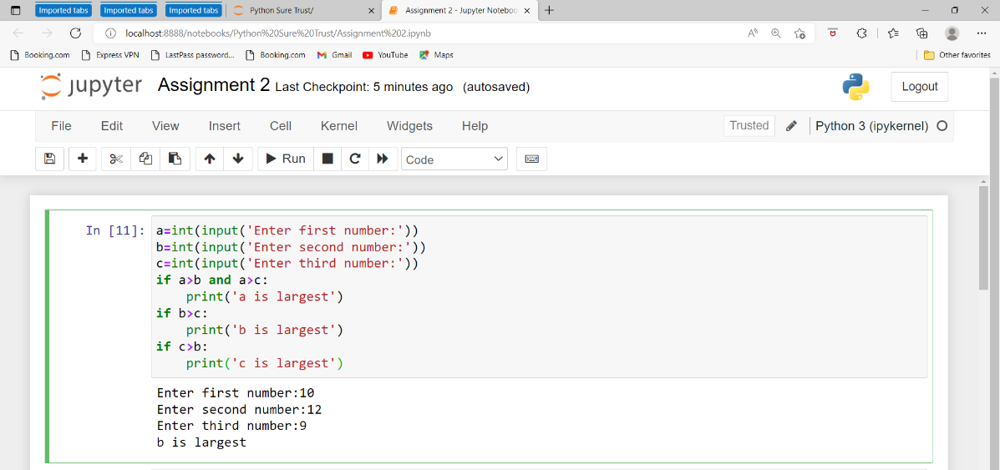 Imported tabs Imported tabs Imported tabs Python Sure Trust/ Assignment 2 - Jupyter Noteboo
localhost:8888/notebooks/Python%20Sure%20Trust/Assignment%202.ipynb
Booking.com Express VPN LastPass password... Booking.com Gmail YouTube Maps Other favorites
jupyter Assignment 2 Last Checkpoint: 5 minutes ago (autosaved) Logout
File Edit View Insert Cell Kernel Widgets Help Trusted Python 3 (ipykernel)
Run Code
In [11]: a=int(input('Enter first number:'))
b=int(input('Enter second number:'))
c=int(input('Enter third number:'))
if a>b and a>c:
    print('a is largest')
if b>c:
    print('b is largest')
if c>b:
    print('c is largest')
Enter first number:10
Enter second number:12
Enter third number:9
b is largest